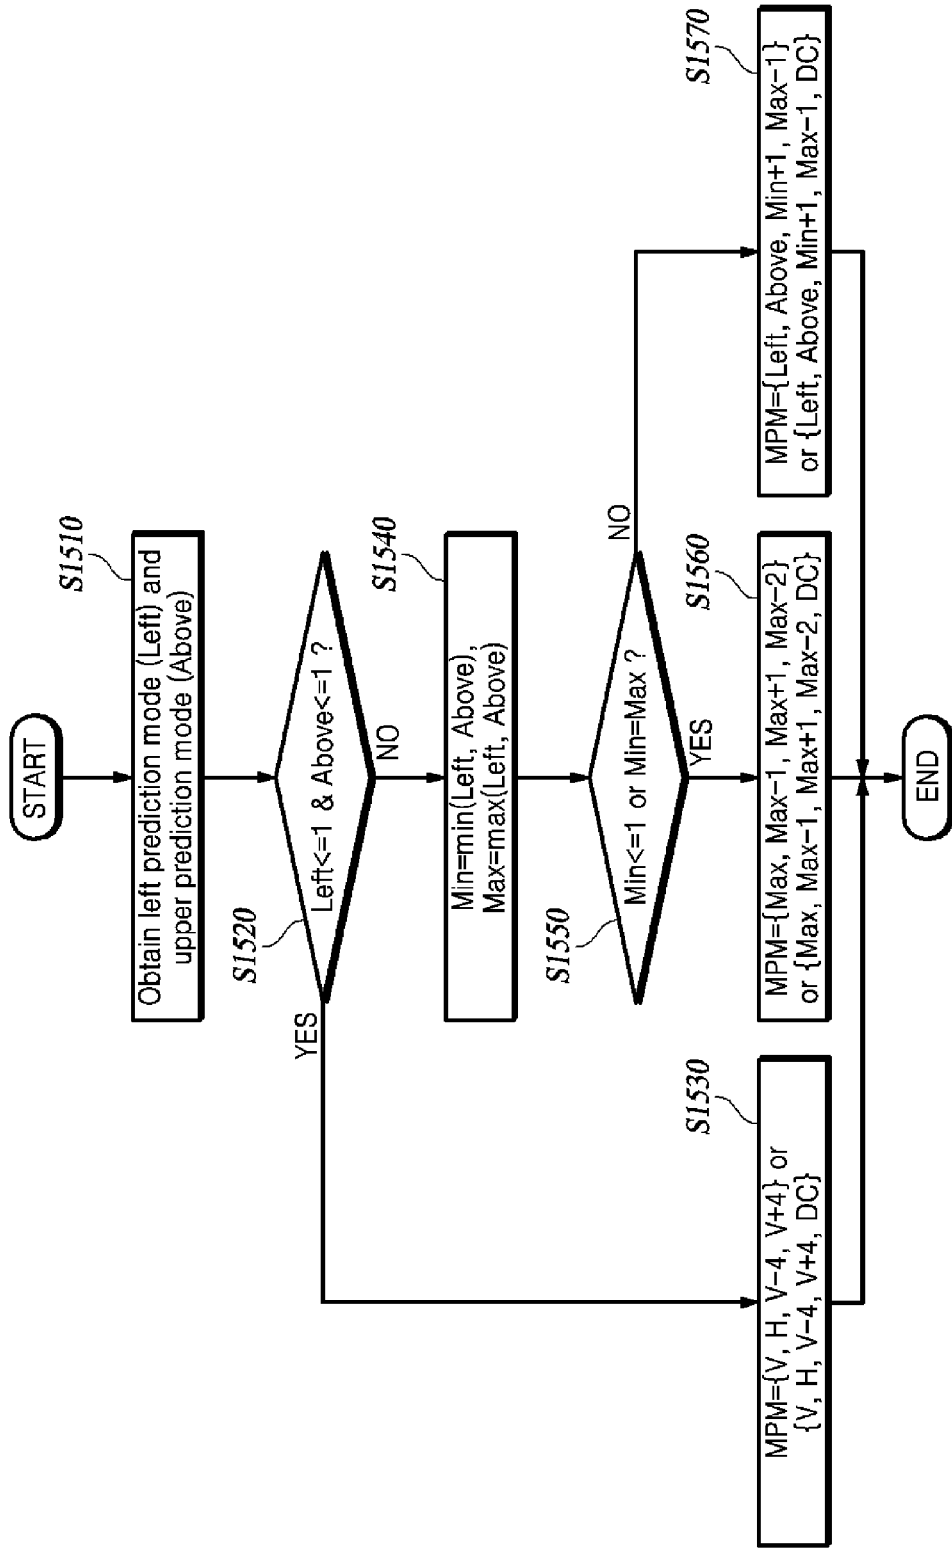 START
S1510
Obtain left prediction mode (Left) and
upper prediction mode (Above)
S1520
Left<=1 & Above<=1 ?
YES
NO
S1540
Min=min(Left, Above),
Max=max(Left, Above)
S1550
Min<=1 or Min=Max ?
NO
YES
S1530
MPM={V, H, V-4, V+4} or
{V, H, V-4, V+4, DC}
S1560
MPM={Max, Max-1, Max+1, Max-2}
or {Max, Max-1, Max+1, Max-2, DC}
S1570
MPM={Left, Above, Min+1, Max-1}
or {Left, Above, Min+1, Max-1, DC}
END